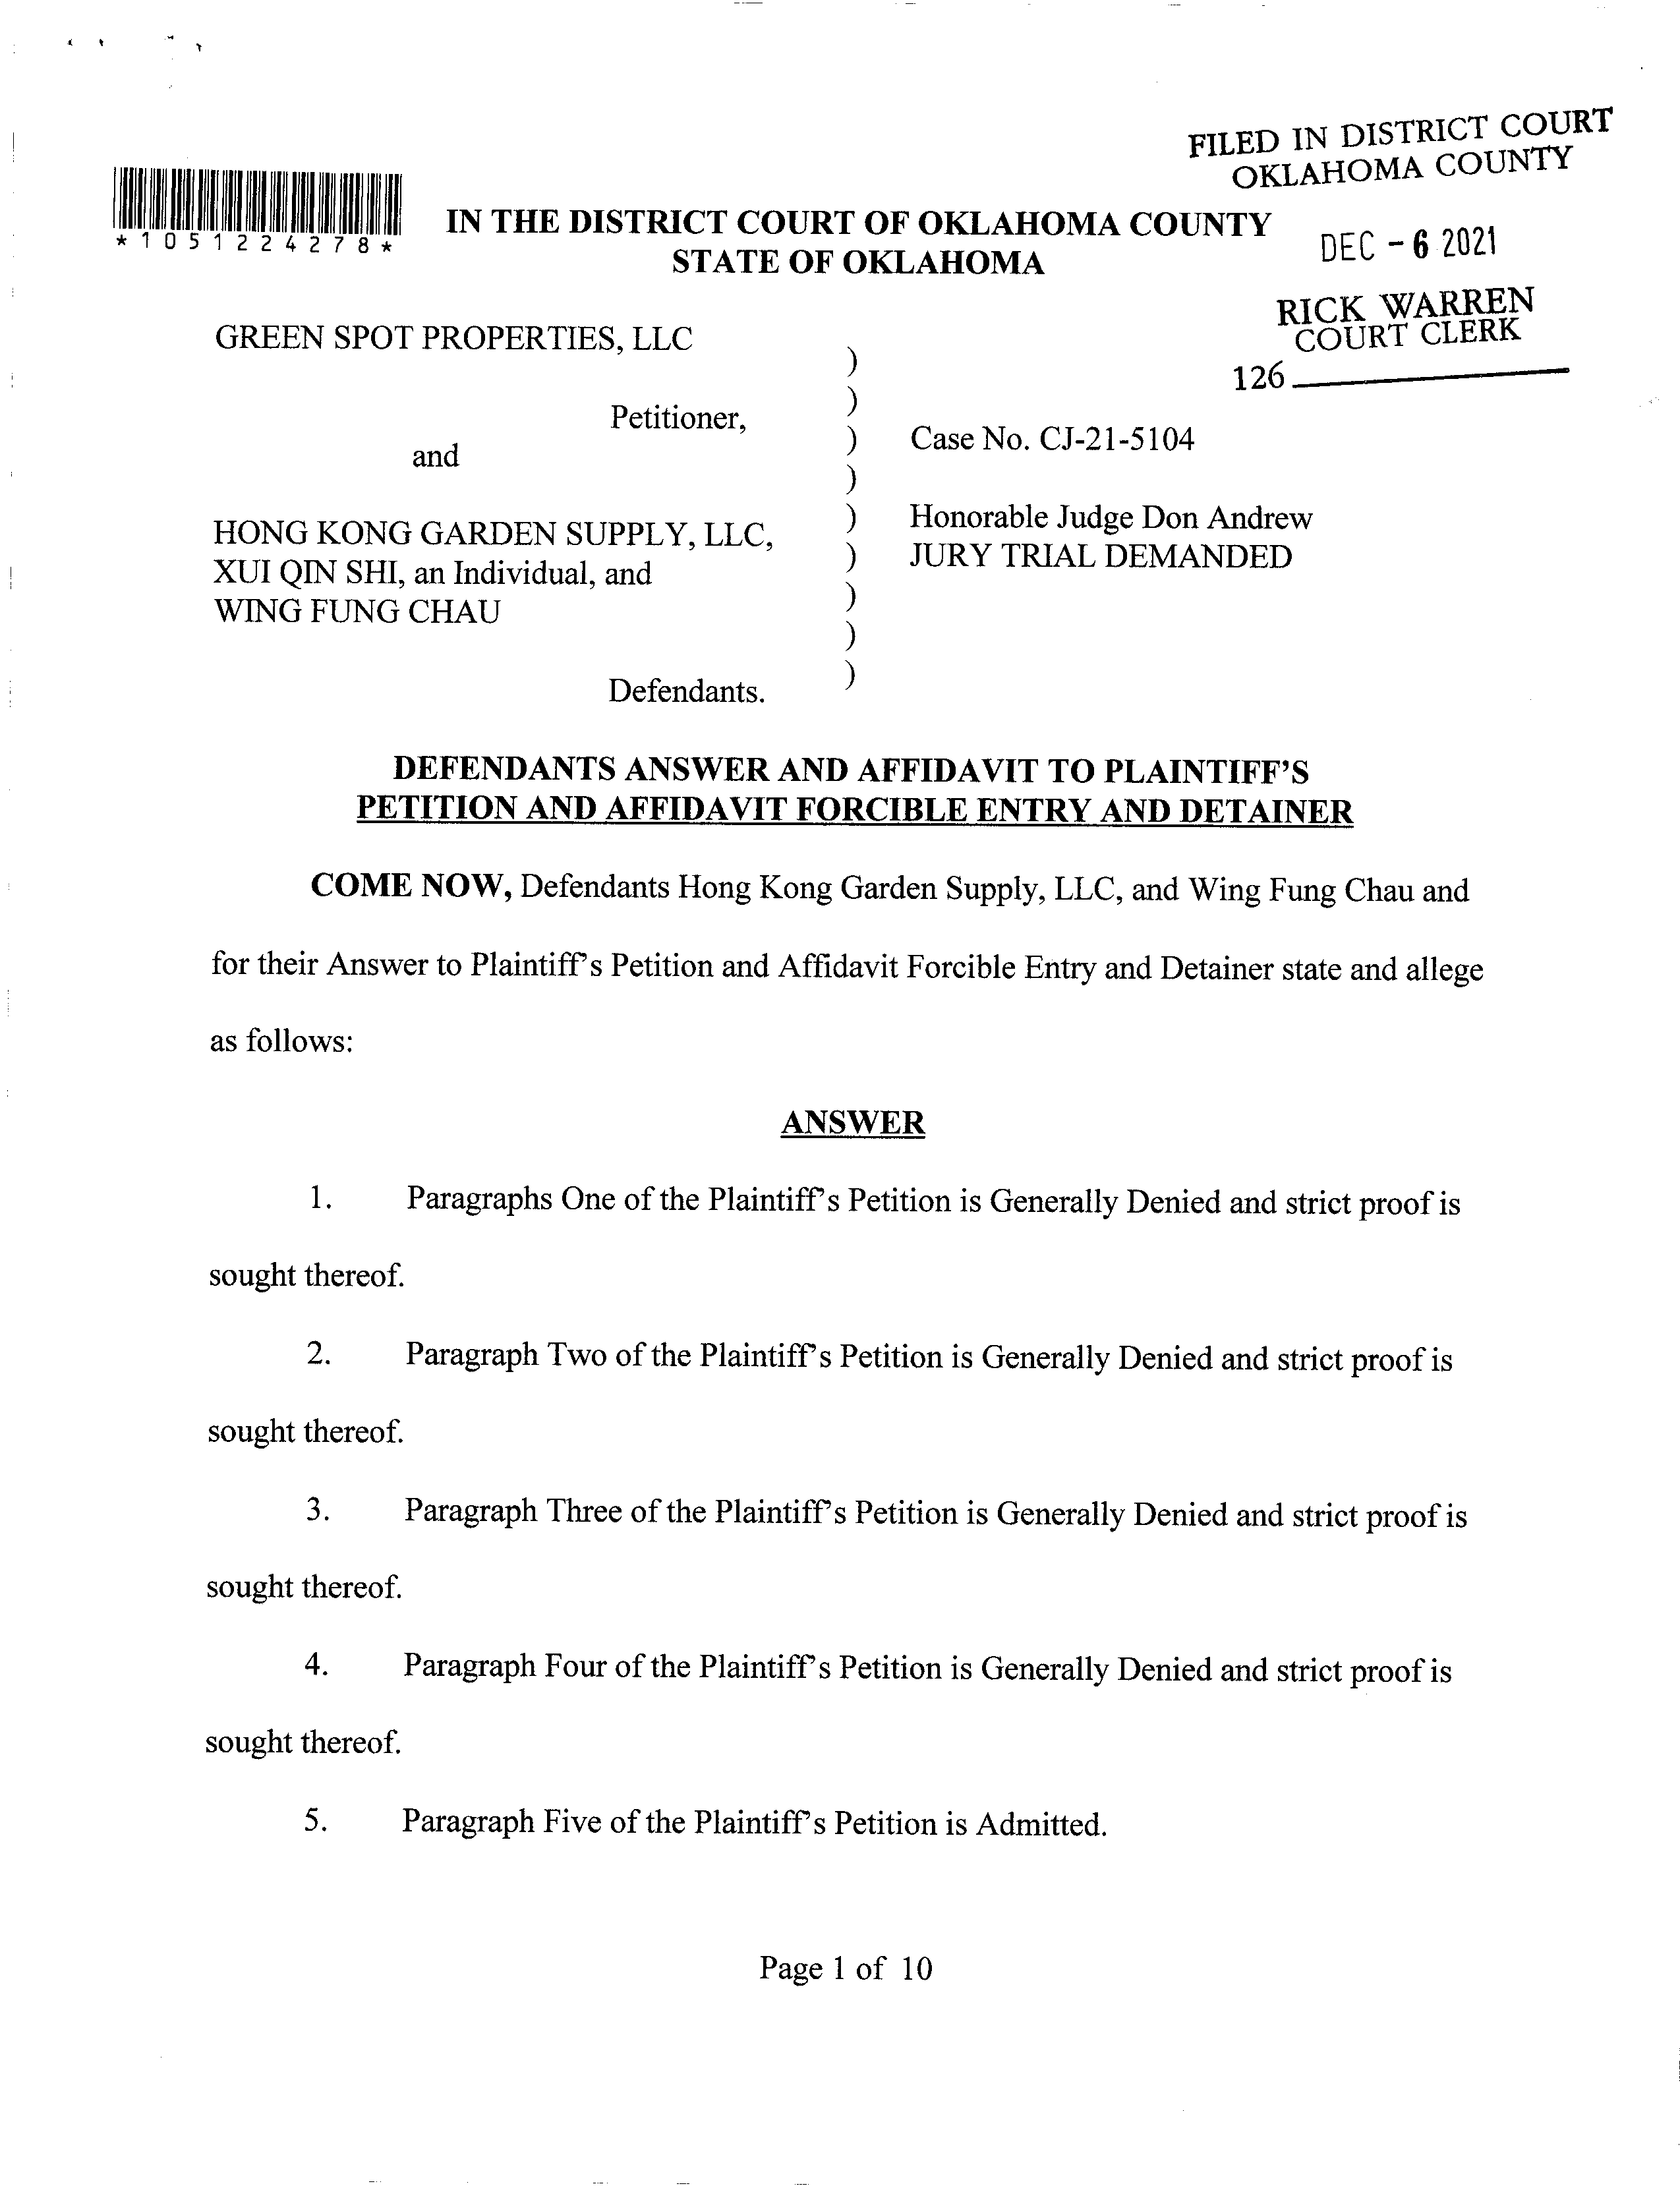 FILED IN DISTRICT COURT
OKLAHOMA COUNTY
*1051224278*
IN THE DISTRICT COURT OF OKLAHOMA COUNTY
STATE OF OKLAHOMA
DEC - 6 2021
RICK WARREN
COURT CLERK
126
GREEN SPOT PROPERTIES, LLC
)
)
Petitioner,
) Case No. CJ-21-5104
and
)
) Honorable Judge Don Andrew
HONG KONG GARDEN SUPPLY, LLC,
) JURY TRIAL DEMANDED
XUI QIN SHI, an Individual, and
)
WING FUNG CHAU
)
)
Defendants.
DEFENDANTS ANSWER AND AFFIDAVIT TO PLAINTIFF'S
PETITION AND AFFIDAVIT FORCIBLE ENTRY AND DETAINER
COME NOW, Defendants Hong Kong Garden Supply, LLC, and Wing Fung Chau and
for their Answer to Plaintiff's Petition and Affidavit Forcible Entry and Detainer state and allege
as follows:
ANSWER
1. Paragraphs One of the Plaintiff's Petition is Generally Denied and strict proof is
sought thereof.
2. Paragraph Two of the Plaintiff's Petition is Generally Denied and strict proof is
sought thereof.
3. Paragraph Three of the Plaintiff's Petition is Generally Denied and strict proof is
sought thereof.
4. Paragraph Four of the Plaintiff's Petition is Generally Denied and strict proof is
sought thereof.
5. Paragraph Five of the Plaintiff's Petition is Admitted.
Page 1 of 10